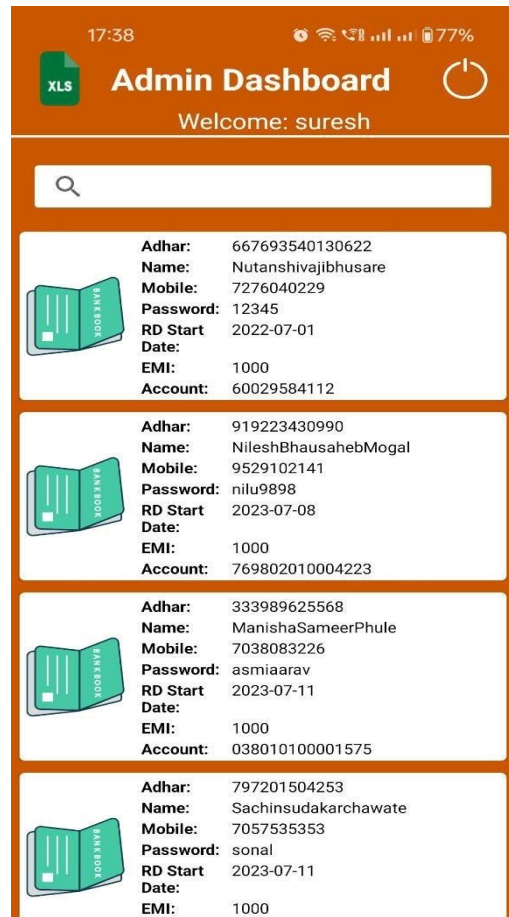 17:38
77%
XLS
Admin Dashboard
Welcome: suresh
Adhar: 667693540130622
Name: Nutanshivajibhusare
Mobile: 7276040229
Password: 12345
RD Start Date: 2022-07-01
EMI: 1000
Account: 60029584112
BANKBOOK
Adhar: 919223430990
Name: NileshBhausahebMogal
Mobile: 9529102141
Password: nilu9898
RD Start Date: 2023-07-08
EMI: 1000
Account: 769802010004223
BANKBOOK
Adhar: 333989625568
Name: ManishaSameerPhule
Mobile: 7038083226
Password: asmiaarav
RD Start Date: 2023-07-11
EMI: 1000
Account: 038010100001575
BANKBOOK
Adhar: 797201504253
Name: Sachinsudakarchawate
Mobile: 7057535353
Password: sonal
RD Start Date: 2023-07-11
EMI: 1000
BANKBOOK